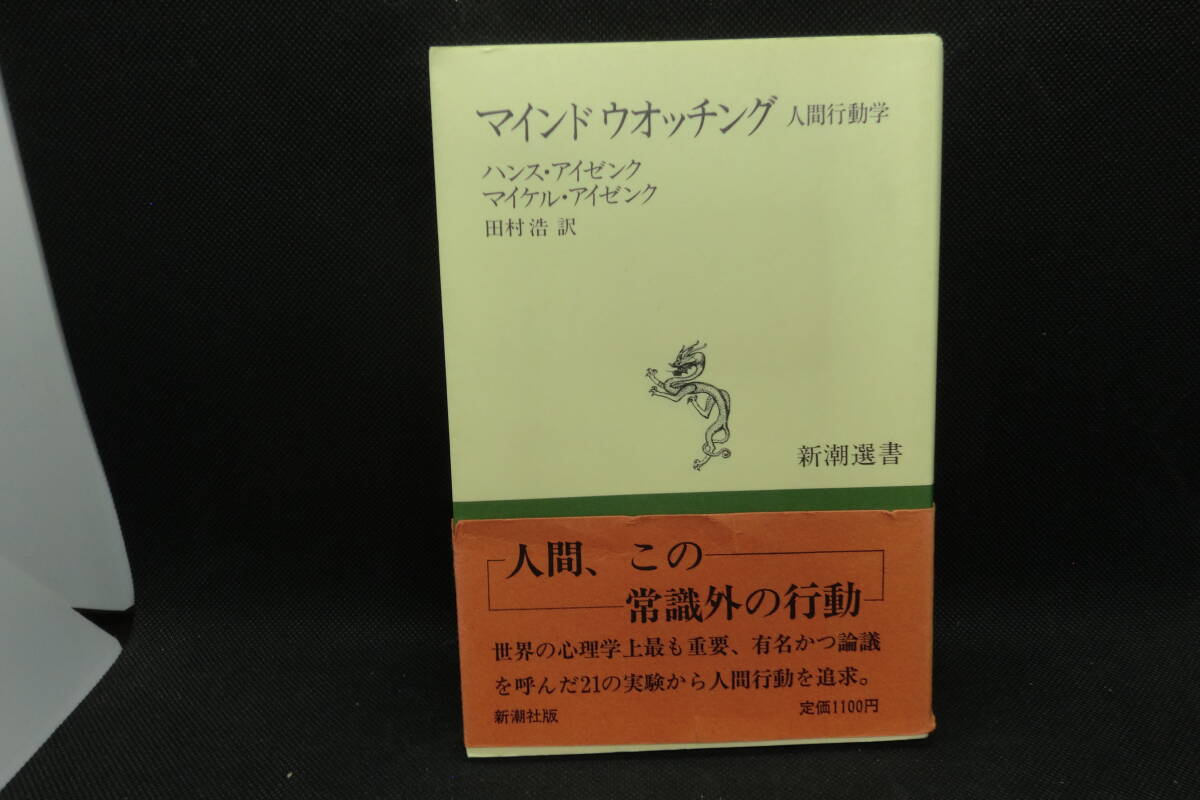 マインド ウオッチング 人間行動学
ハンス・アイゼンク
マイケル・アイゼンク
田村浩 訳
新潮選書
人間、この
常識外の行動
世界の心理学上最も重要、有名かつ論議
を呼んだ21の実験から人間行動を追求。
新潮社版 定価1100円